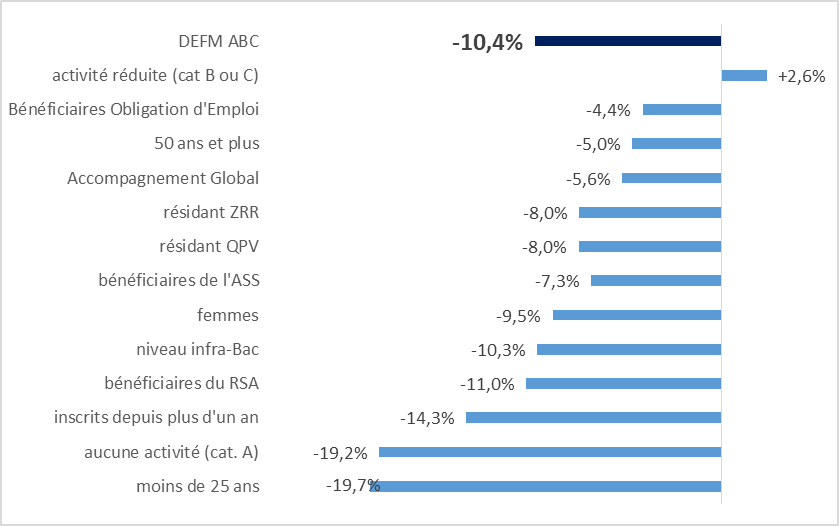 DEFM ABC -10,4%
activité réduite (cat B ou C) +2,6%
Bénéficiaires Obligation d'Emploi -4,4%
50 ans et plus -5,0%
Accompagnement Global -5,6%
résidant ZRR -8,0%
résidant QPV -8,0%
bénéficiaires de l'ASS -7,3%
femmes -9,5%
niveau infra-Bac -10,3%
bénéficiaires du RSA -11,0%
inscrits depuis plus d'un an -14,3%
aucune activité (cat. A) -19,2%
moins de 25 ans -19,7%